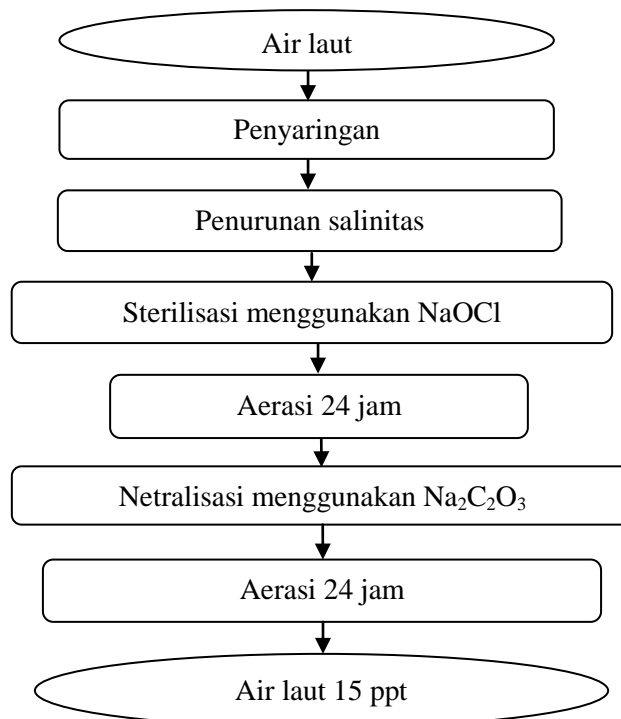 Air laut
Penyaringan
Penurunan salinitas
Sterilisasi menggunakan NaOCl
Aerasi 24 jam
Netralisasi menggunakan Na₂C₂O₃
Aerasi 24 jam
Air laut 15 ppt